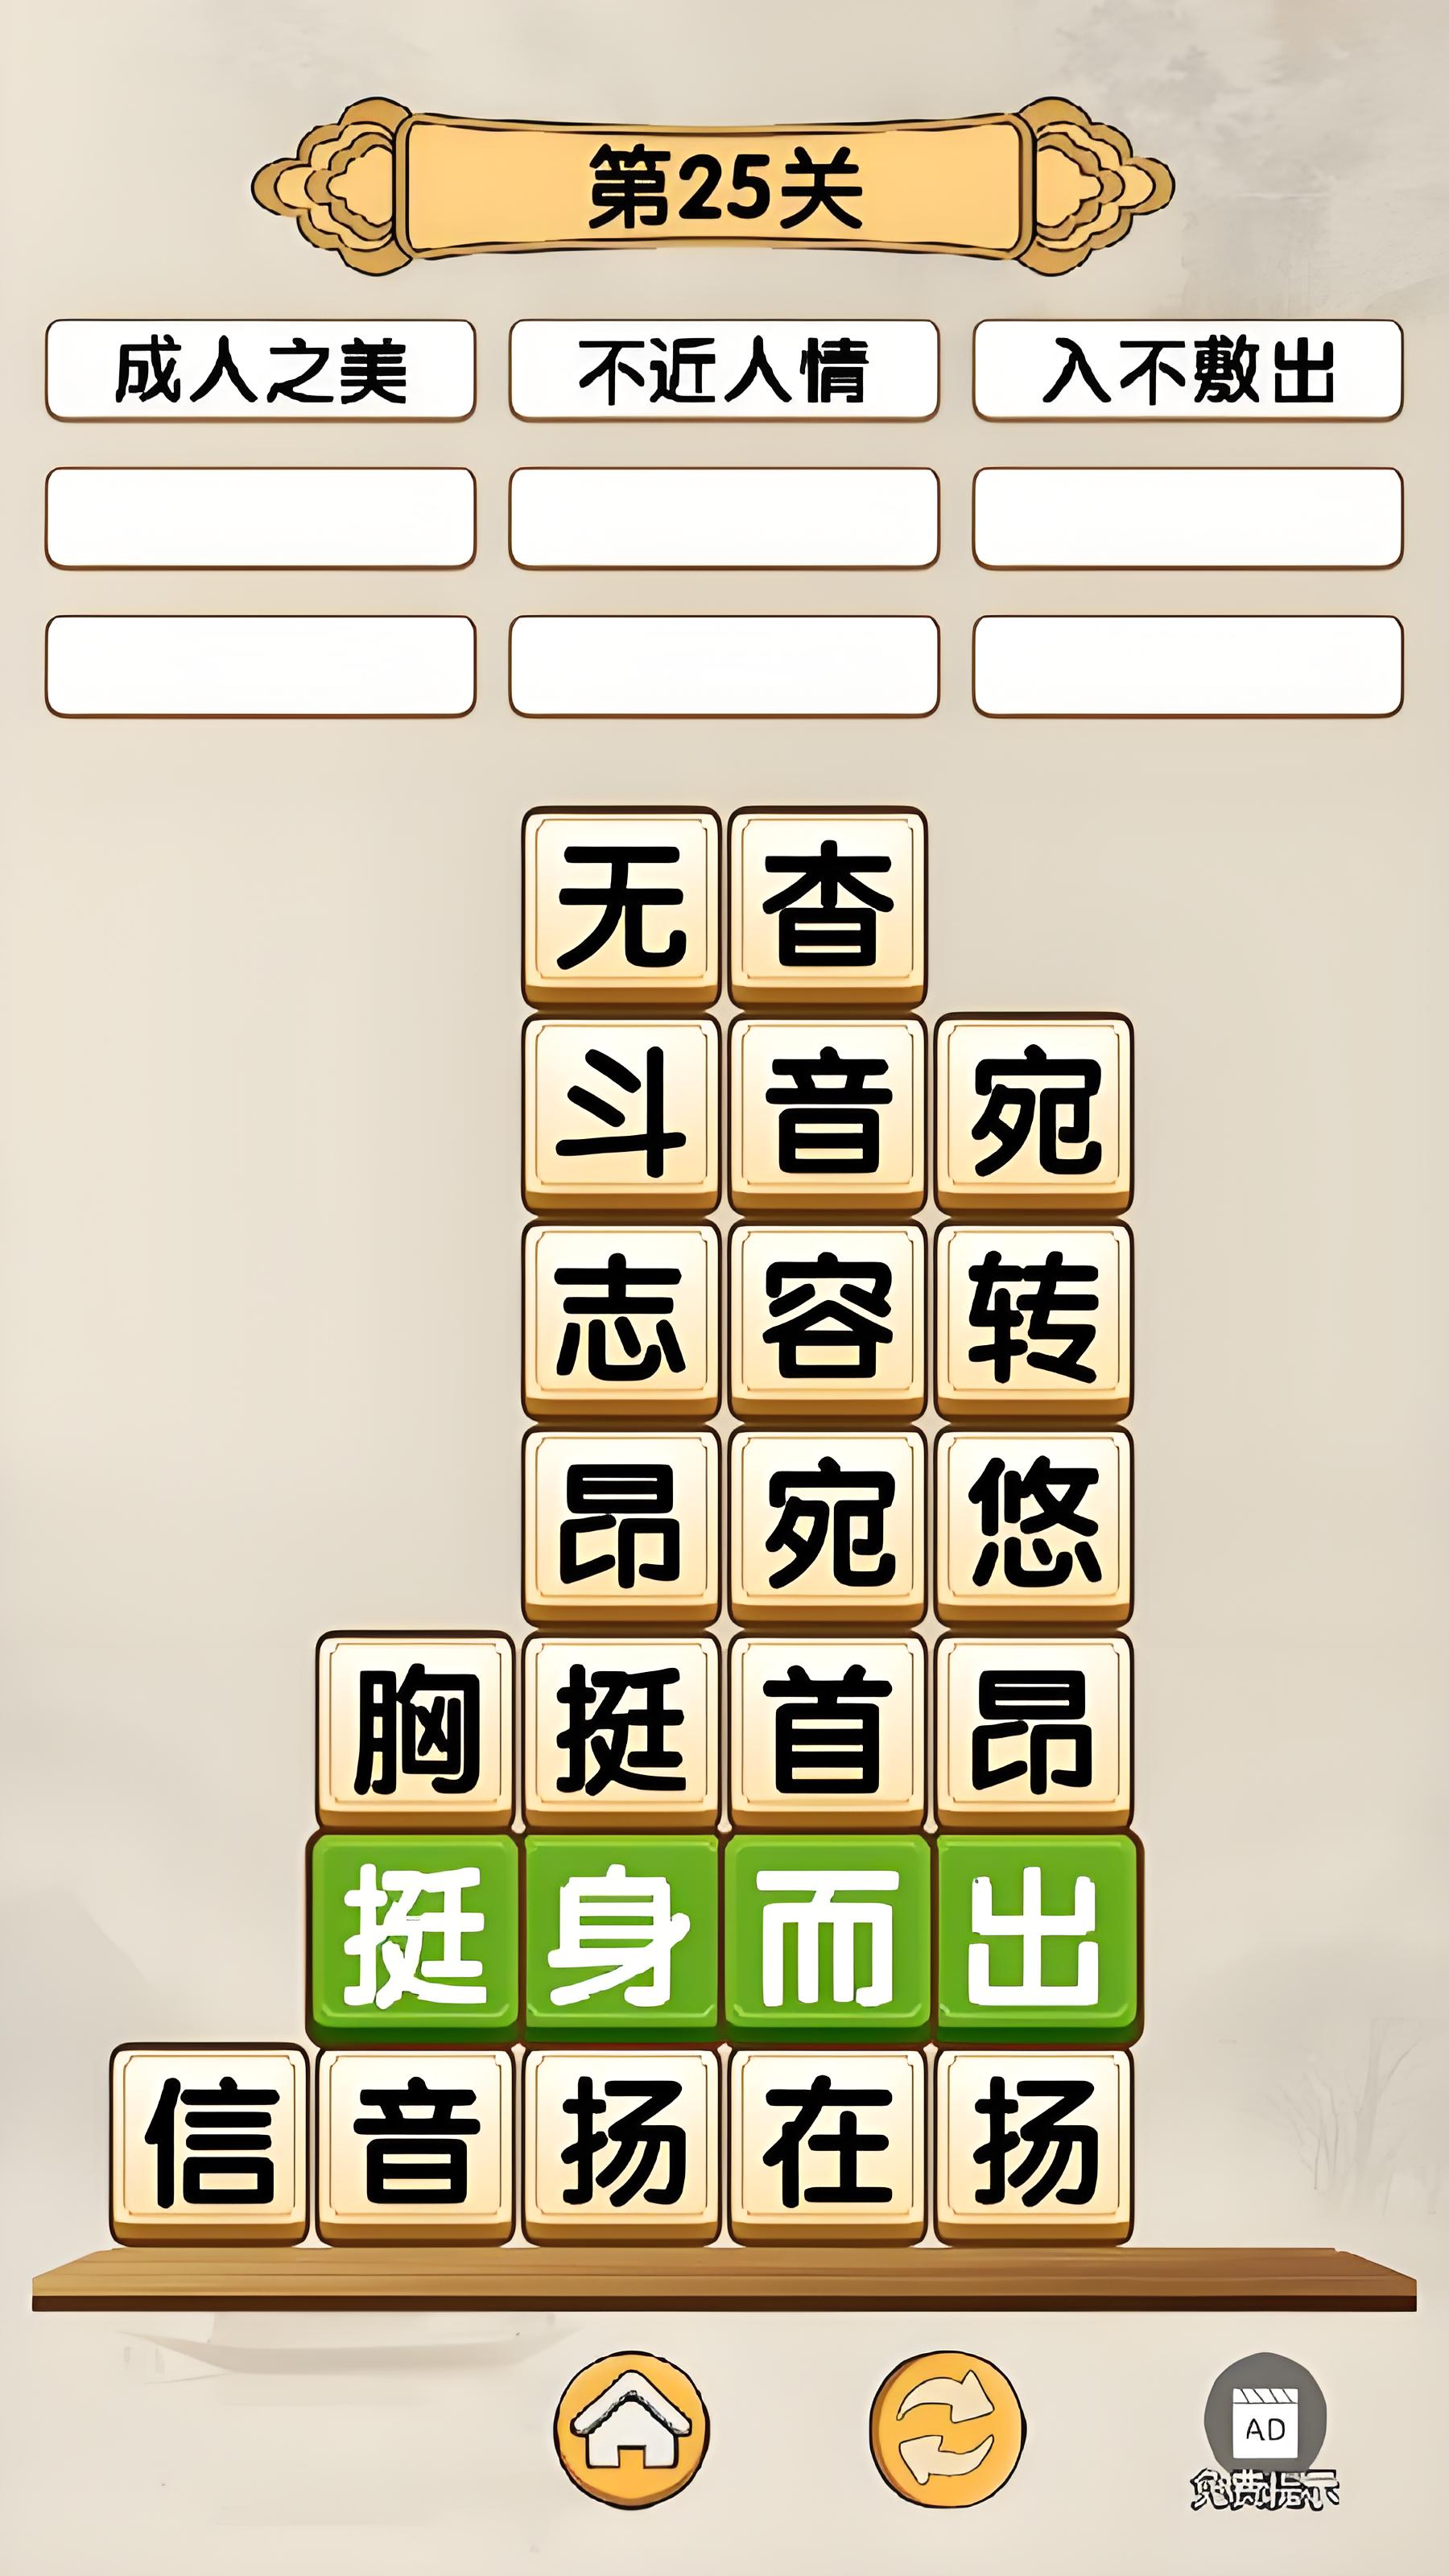 第25关
成人之美 不近人情 入不敷出
无 杳
斗 音 宛
志 容 转
昂 宛 悠
胸 挺 首 昂
挺 身 而 出
信 音 扬 在 扬
AD
免费提示